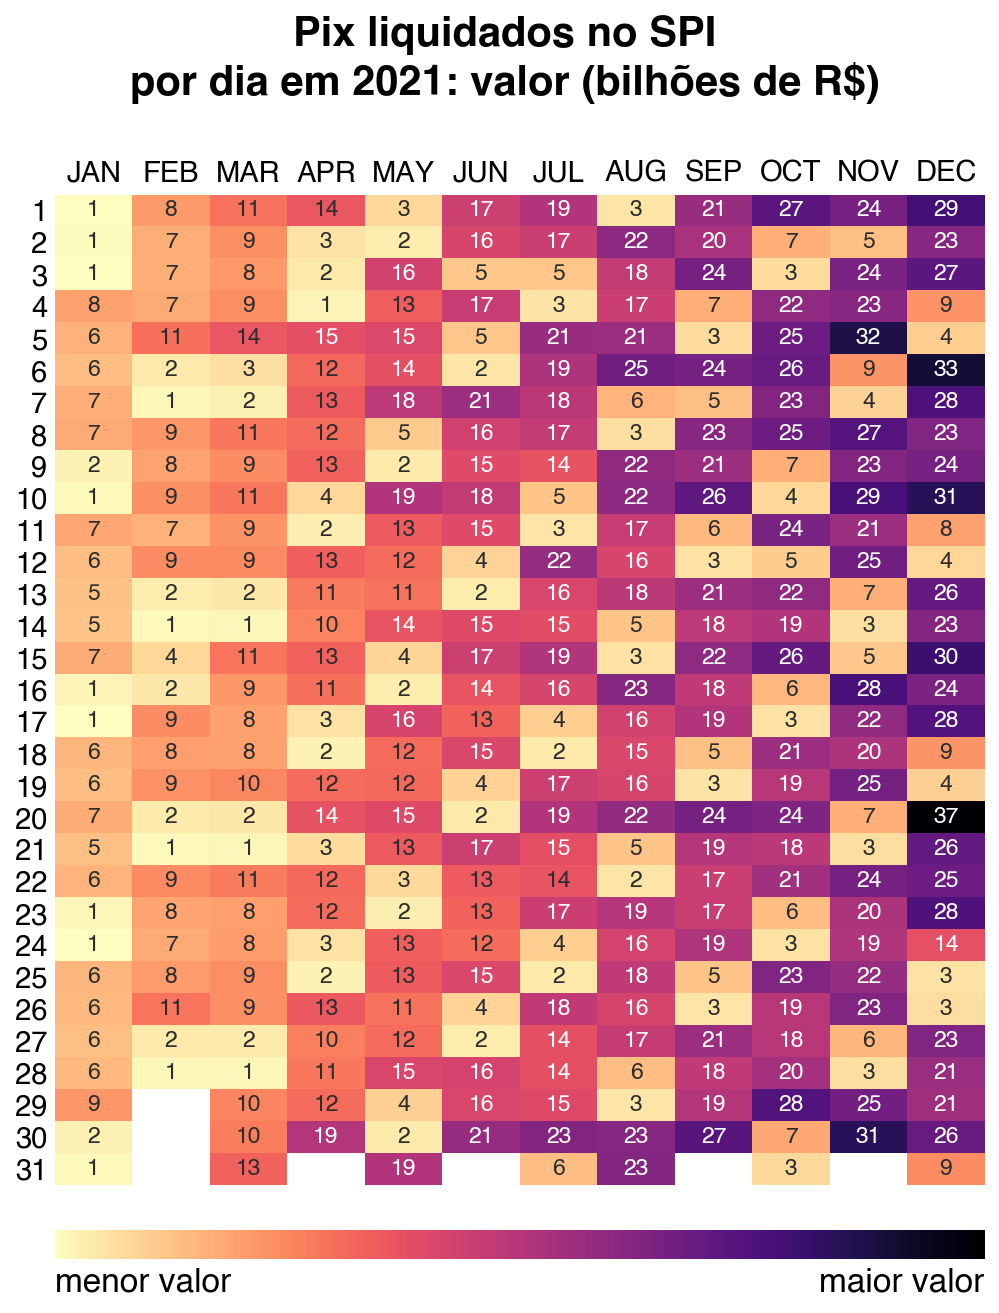 Pix liquidados no SPI
por dia em 2021: valor (bilhões de R$)
JAN FEB MAR APR MAY JUN JUL AUG SEP OCT NOV DEC
1 1 8 11 14 3 17 19 3 21 27 24 29
2 1 7 9 3 2 16 17 22 20 7 5 23
3 1 7 8 2 16 5 5 18 24 3 24 27
4 8 7 9 1 13 17 3 17 7 22 23 9
5 6 11 14 15 15 5 21 21 3 25 32 4
6 6 2 3 12 14 2 19 25 24 26 9 33
7 7 1 2 13 18 21 18 6 5 23 4 28
8 7 9 11 12 5 16 17 3 23 25 27 23
9 2 8 9 13 2 15 14 22 21 7 23 24
10 1 9 11 4 19 18 5 22 26 4 29 31
11 7 7 9 2 13 15 3 17 6 24 21 8
12 6 9 9 13 12 4 22 16 3 5 25 4
13 5 2 2 11 11 2 16 18 21 22 7 26
14 5 1 1 10 14 15 15 5 18 19 3 23
15 7 4 11 13 4 17 19 3 22 26 5 30
16 1 2 9 11 2 14 16 23 18 6 28 24
17 1 9 8 3 16 13 4 16 19 3 22 28
18 6 8 8 2 12 15 2 15 5 21 20 9
19 6 9 10 12 12 4 17 16 3 19 25 4
20 7 2 2 14 15 2 19 22 24 24 7 37
21 5 1 1 3 13 17 15 5 19 18 3 26
22 6 9 11 12 3 13 14 2 17 21 24 25
23 1 8 8 12 2 13 17 19 17 6 20 28
24 1 7 8 3 13 12 4 16 19 3 19 14
25 6 8 9 2 13 15 2 18 5 23 22 3
26 6 11 9 13 11 4 18 16 3 19 23 3
27 6 2 2 10 12 2 14 17 21 18 6 23
28 6 1 1 11 15 16 14 6 18 20 3 21
29 9 10 12 4 16 15 3 19 28 25 21
30 2 10 19 2 21 23 23 27 7 31 26
31 1 13 19 6 23 3 9
menor valor maior valor